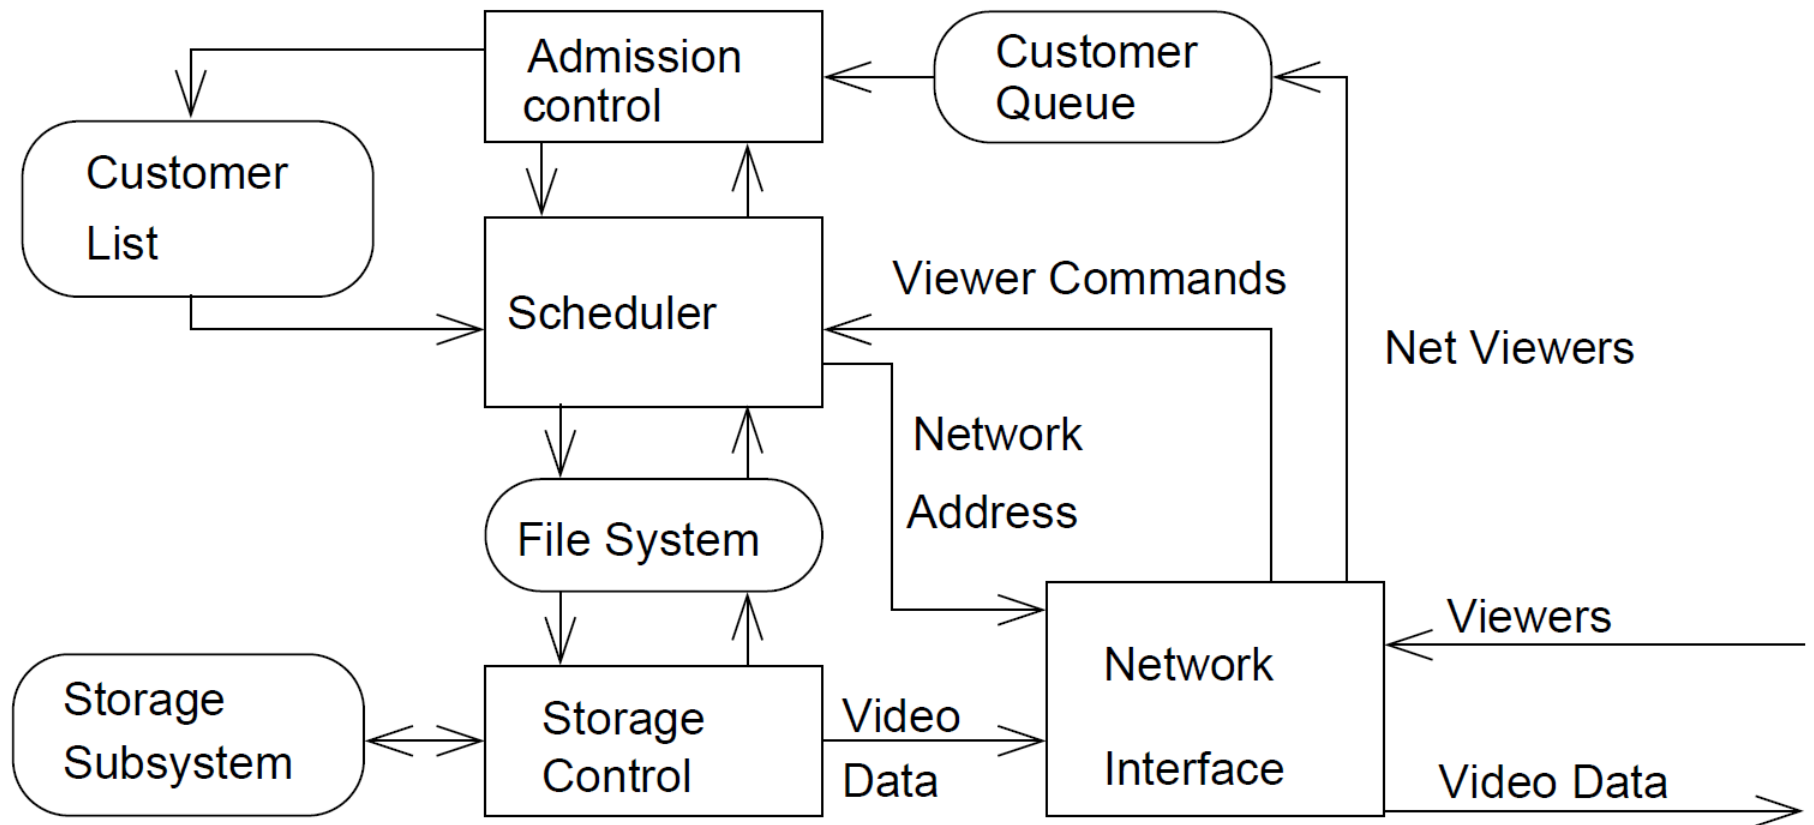 Admission
control
Customer
Queue
Customer
List
Scheduler
Viewer Commands
Net Viewers
Network
Address
File System
Viewers
Network
Interface
Storage
Subsystem
Storage
Control
Video
Data
Video Data